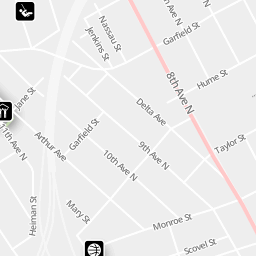 Nassau St
Jenkins St
Garfield St
8th Ave N
Hume St
Jane St
Delta Ave
11th Ave N
Arthur Ave
Garfield St
9th Ave N
Taylor St
10th Ave N
Heiman St
Mary St
Monroe St
Scovel St